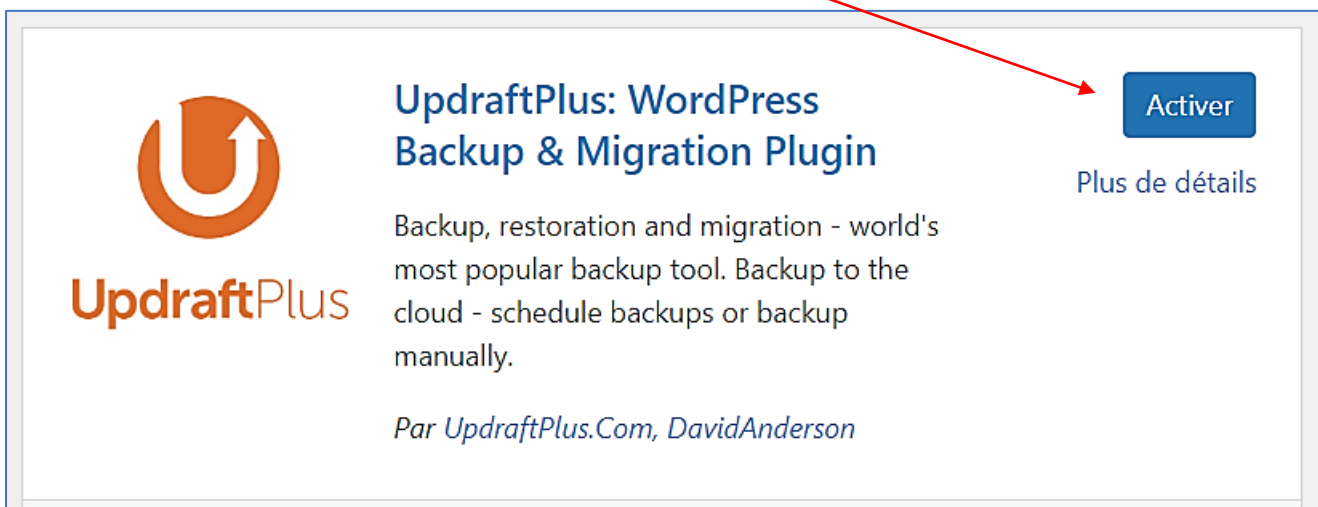 UpdraftPlus: WordPress
Backup & Migration Plugin
Activer
Plus de détails
Backup, restoration and migration - world's
most popular backup tool. Backup to the
cloud - schedule backups or backup
manually.
Par UpdraftPlus.Com, DavidAnderson
UpdraftPlus